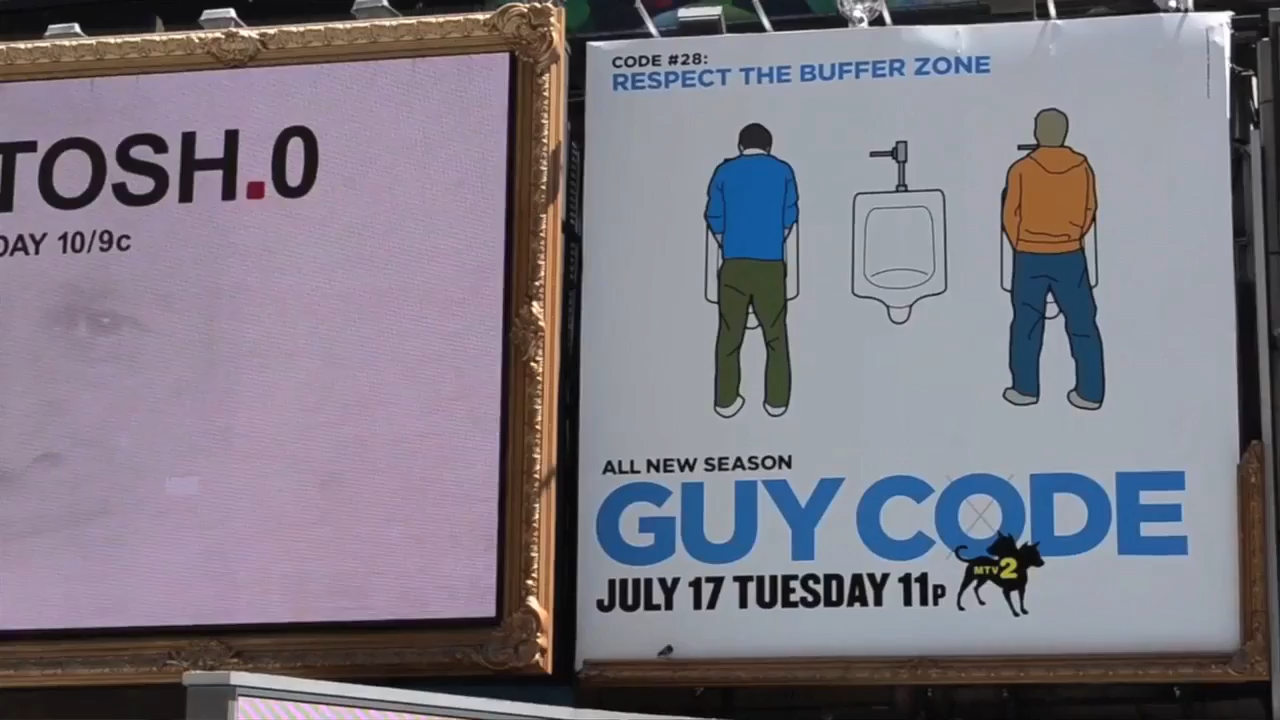 TOSH.0
DAY 10/9c
CODE #28:
RESPECT THE BUFFER ZONE
ALL NEW SEASON
GUY CODE
JULY 17 TUESDAY 11P
MTV2